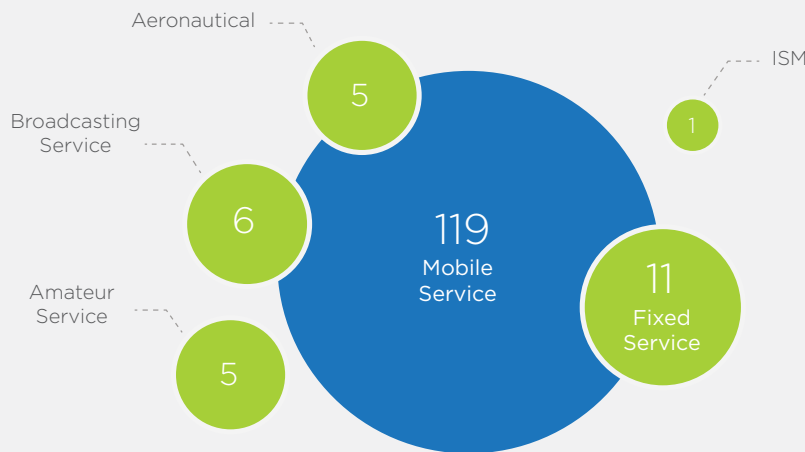 Aeronautical
5
ISM
1
Broadcasting
Service
6
119
Mobile
Service
11
Fixed
Service
Amateur
Service
5